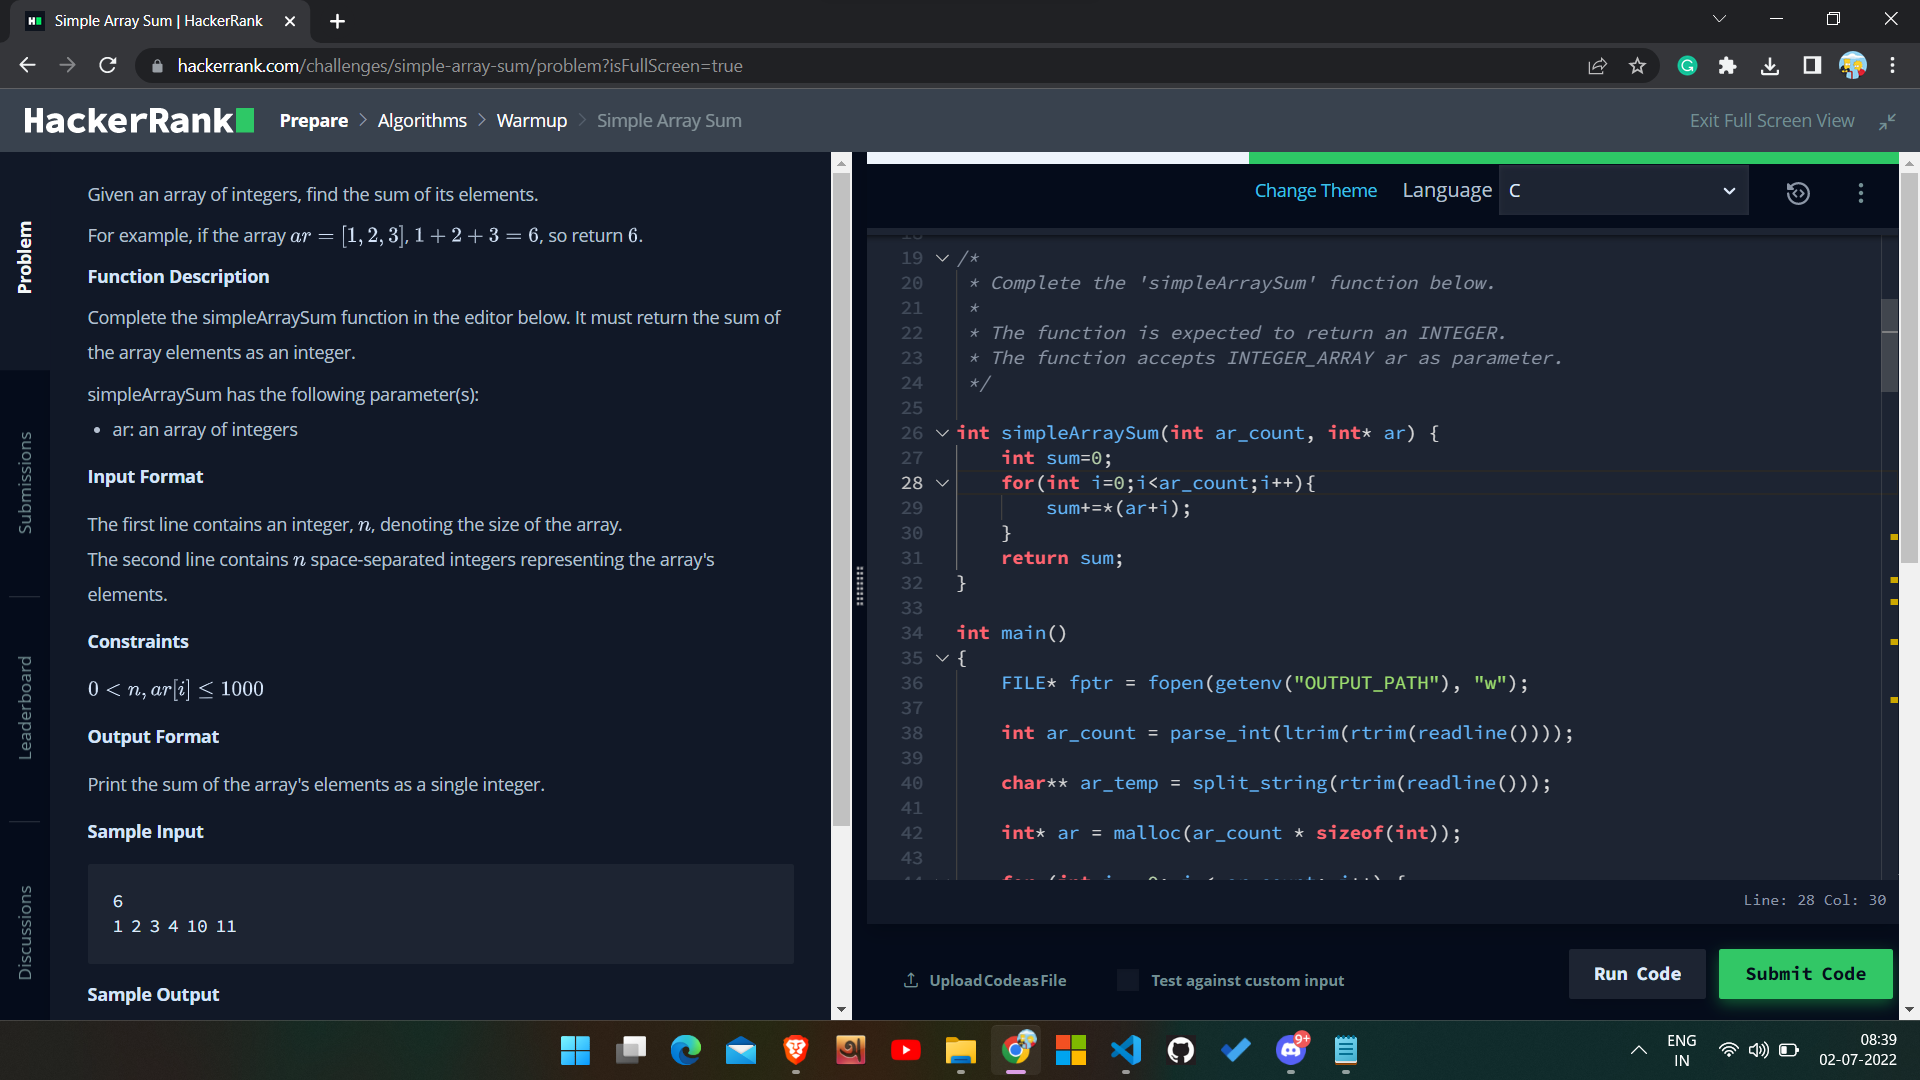 Simple Array Sum | HackerRank
hackerrank.com/challenges/simple-array-sum/problem?isFullScreen=true
HackerRank
Prepare > Algorithms > Warmup > Simple Array Sum
Exit Full Screen View
Problem
Submissions
Leaderboard
Discussions
Given an array of integers, find the sum of its elements.
For example, if the array ar = [1, 2, 3], 1 + 2 + 3 = 6, so return 6.
Function Description
Complete the simpleArraySum function in the editor below. It must return the sum of
the array elements as an integer.
simpleArraySum has the following parameter(s):
• ar: an array of integers
Input Format
The first line contains an integer, n, denoting the size of the array.
The second line contains n space-separated integers representing the array's
elements.
Constraints
0 < n, ar[i] ≤ 1000
Output Format
Print the sum of the array's elements as a single integer.
Sample Input
6
1 2 3 4 10 11
Sample Output
Change Theme Language C
18
19 /*
20 * Complete the 'simpleArraySum' function below.
21 *
22 * The function is expected to return an INTEGER.
23 * The function accepts INTEGER_ARRAY ar as parameter.
24 */
25
26 int simpleArraySum(int ar_count, int* ar) {
27 int sum=0;
28 for(int i=0;i<ar_count;i++){
29 sum+=*(ar+i);
30 }
31 return sum;
32 }
33
34 int main()
35 {
36 FILE* fptr = fopen(getenv("OUTPUT_PATH"), "w");
37
38 int ar_count = parse_int(ltrim(rtrim(readline())));
39
40 char** ar_temp = split_string(rtrim(readline()));
41
42 int* ar = malloc(ar_count * sizeof(int));
43
44 for (int i = 0; i < ar_count; i++) {
Line: 28 Col: 30
Upload Code as File
Test against custom input
Run Code
Submit Code
9+
ENG
IN
08:39
02-07-2022